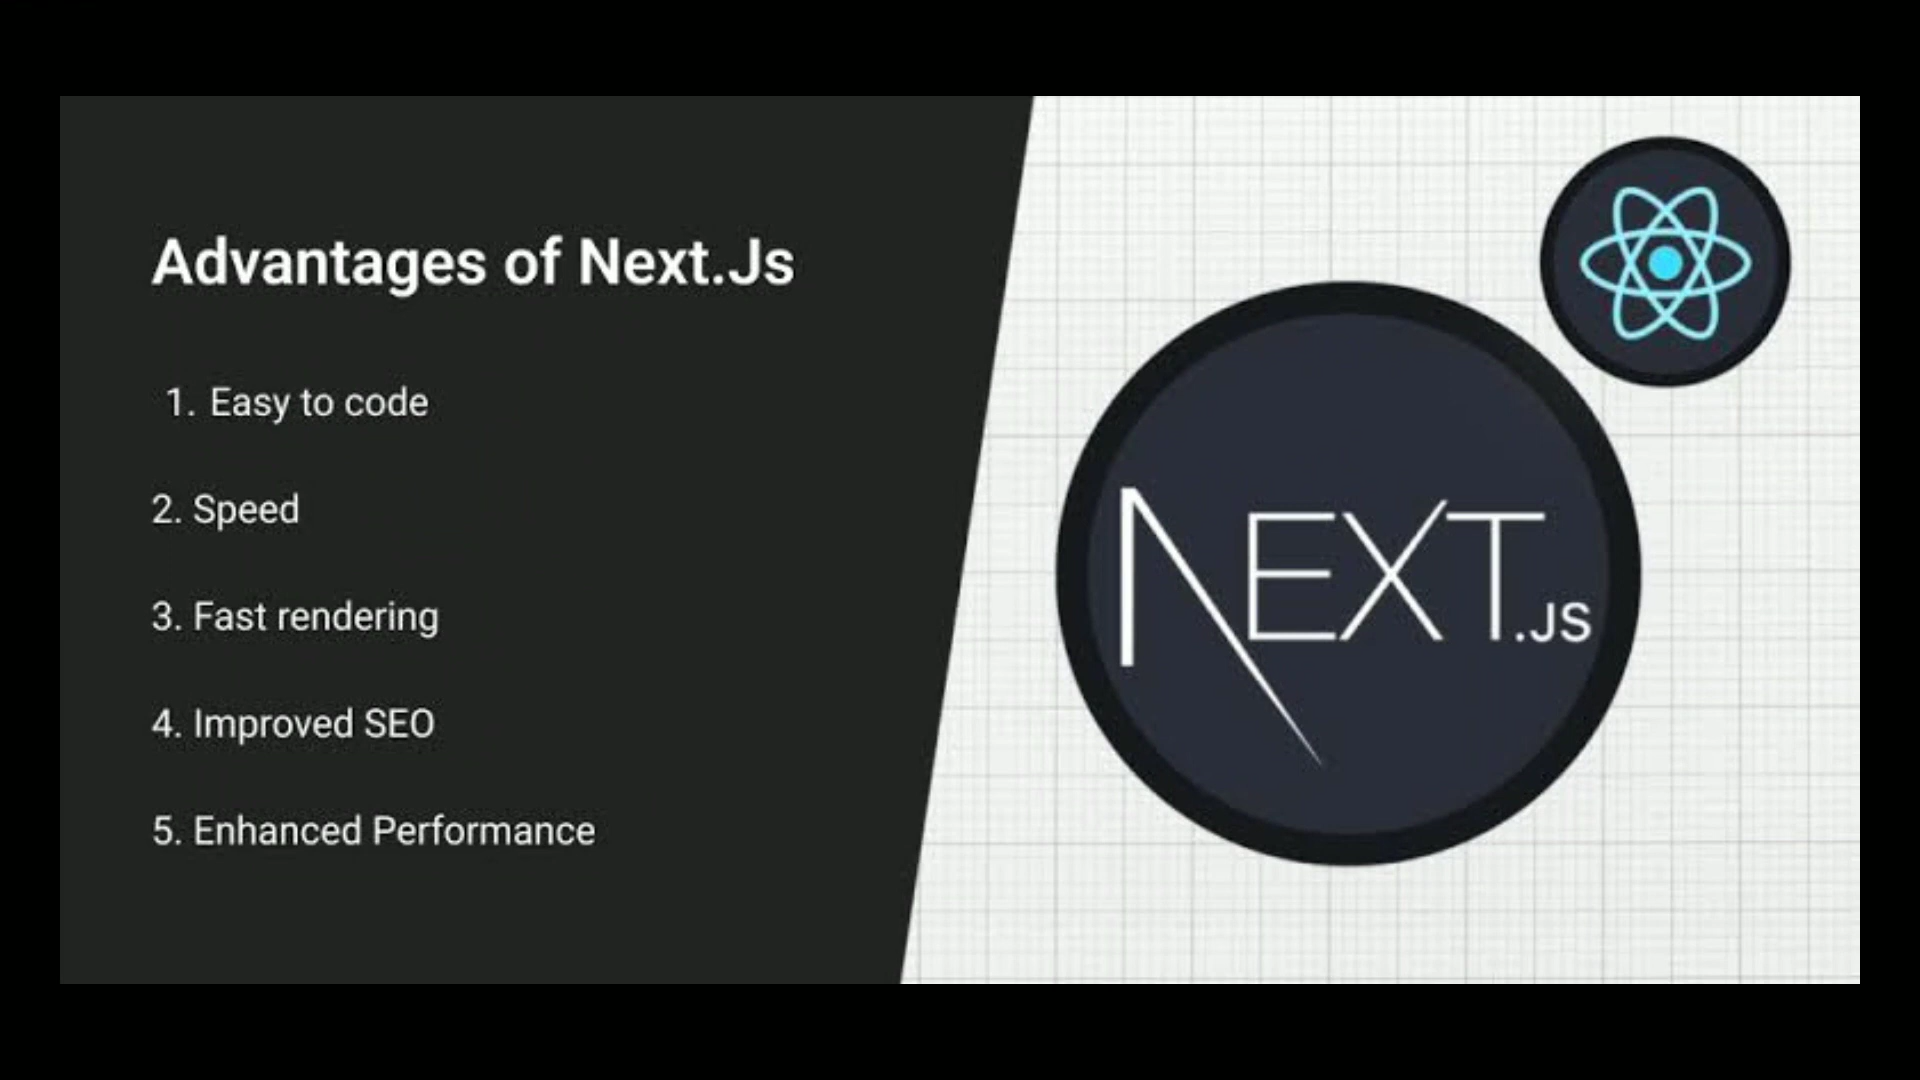 Advantages of Next.Js
1. Easy to code
2. Speed
3. Fast rendering
4. Improved SEO
5. Enhanced Performance
NEXT.JS